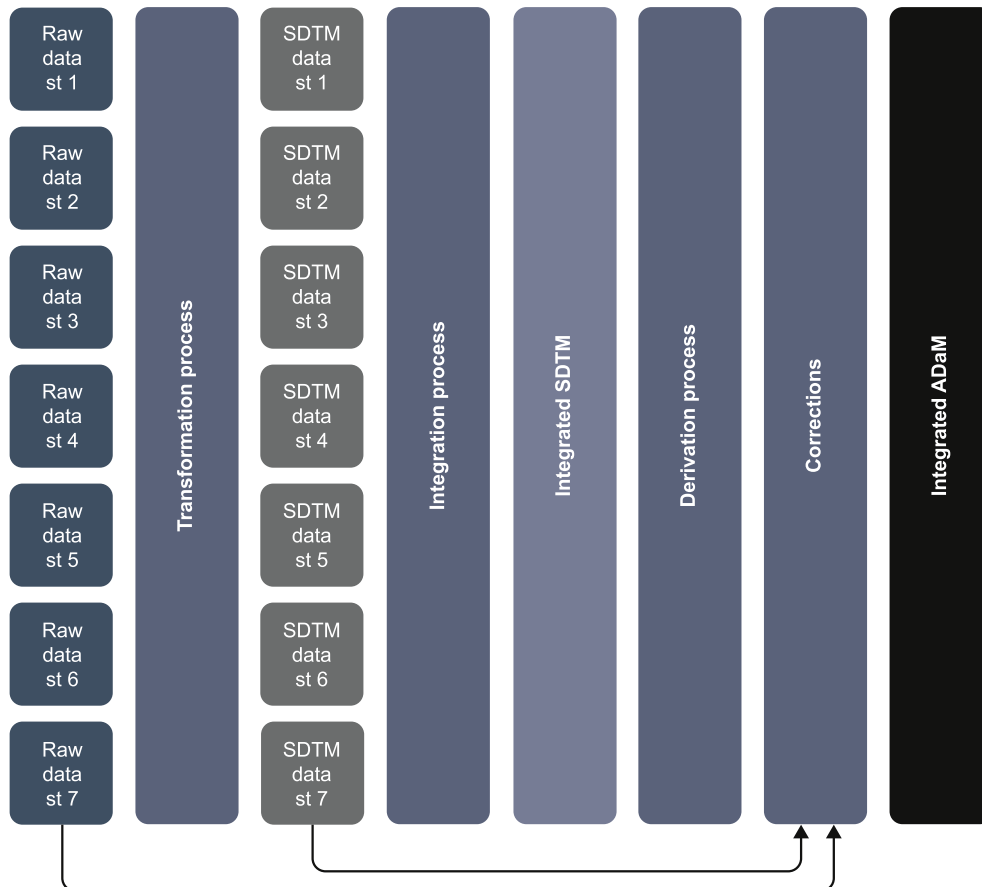 Raw
data
st 1
Raw
data
st 2
Raw
data
st 3
Raw
data
st 4
Raw
data
st 5
Raw
data
st 6
Raw
data
st 7
Transformation process
SDTM
data
st 1
SDTM
data
st 2
SDTM
data
st 3
SDTM
data
st 4
SDTM
data
st 5
SDTM
data
st 6
SDTM
data
st 7
Integration process
Integrated SDTM
Derivation process
Corrections
Integrated ADaM